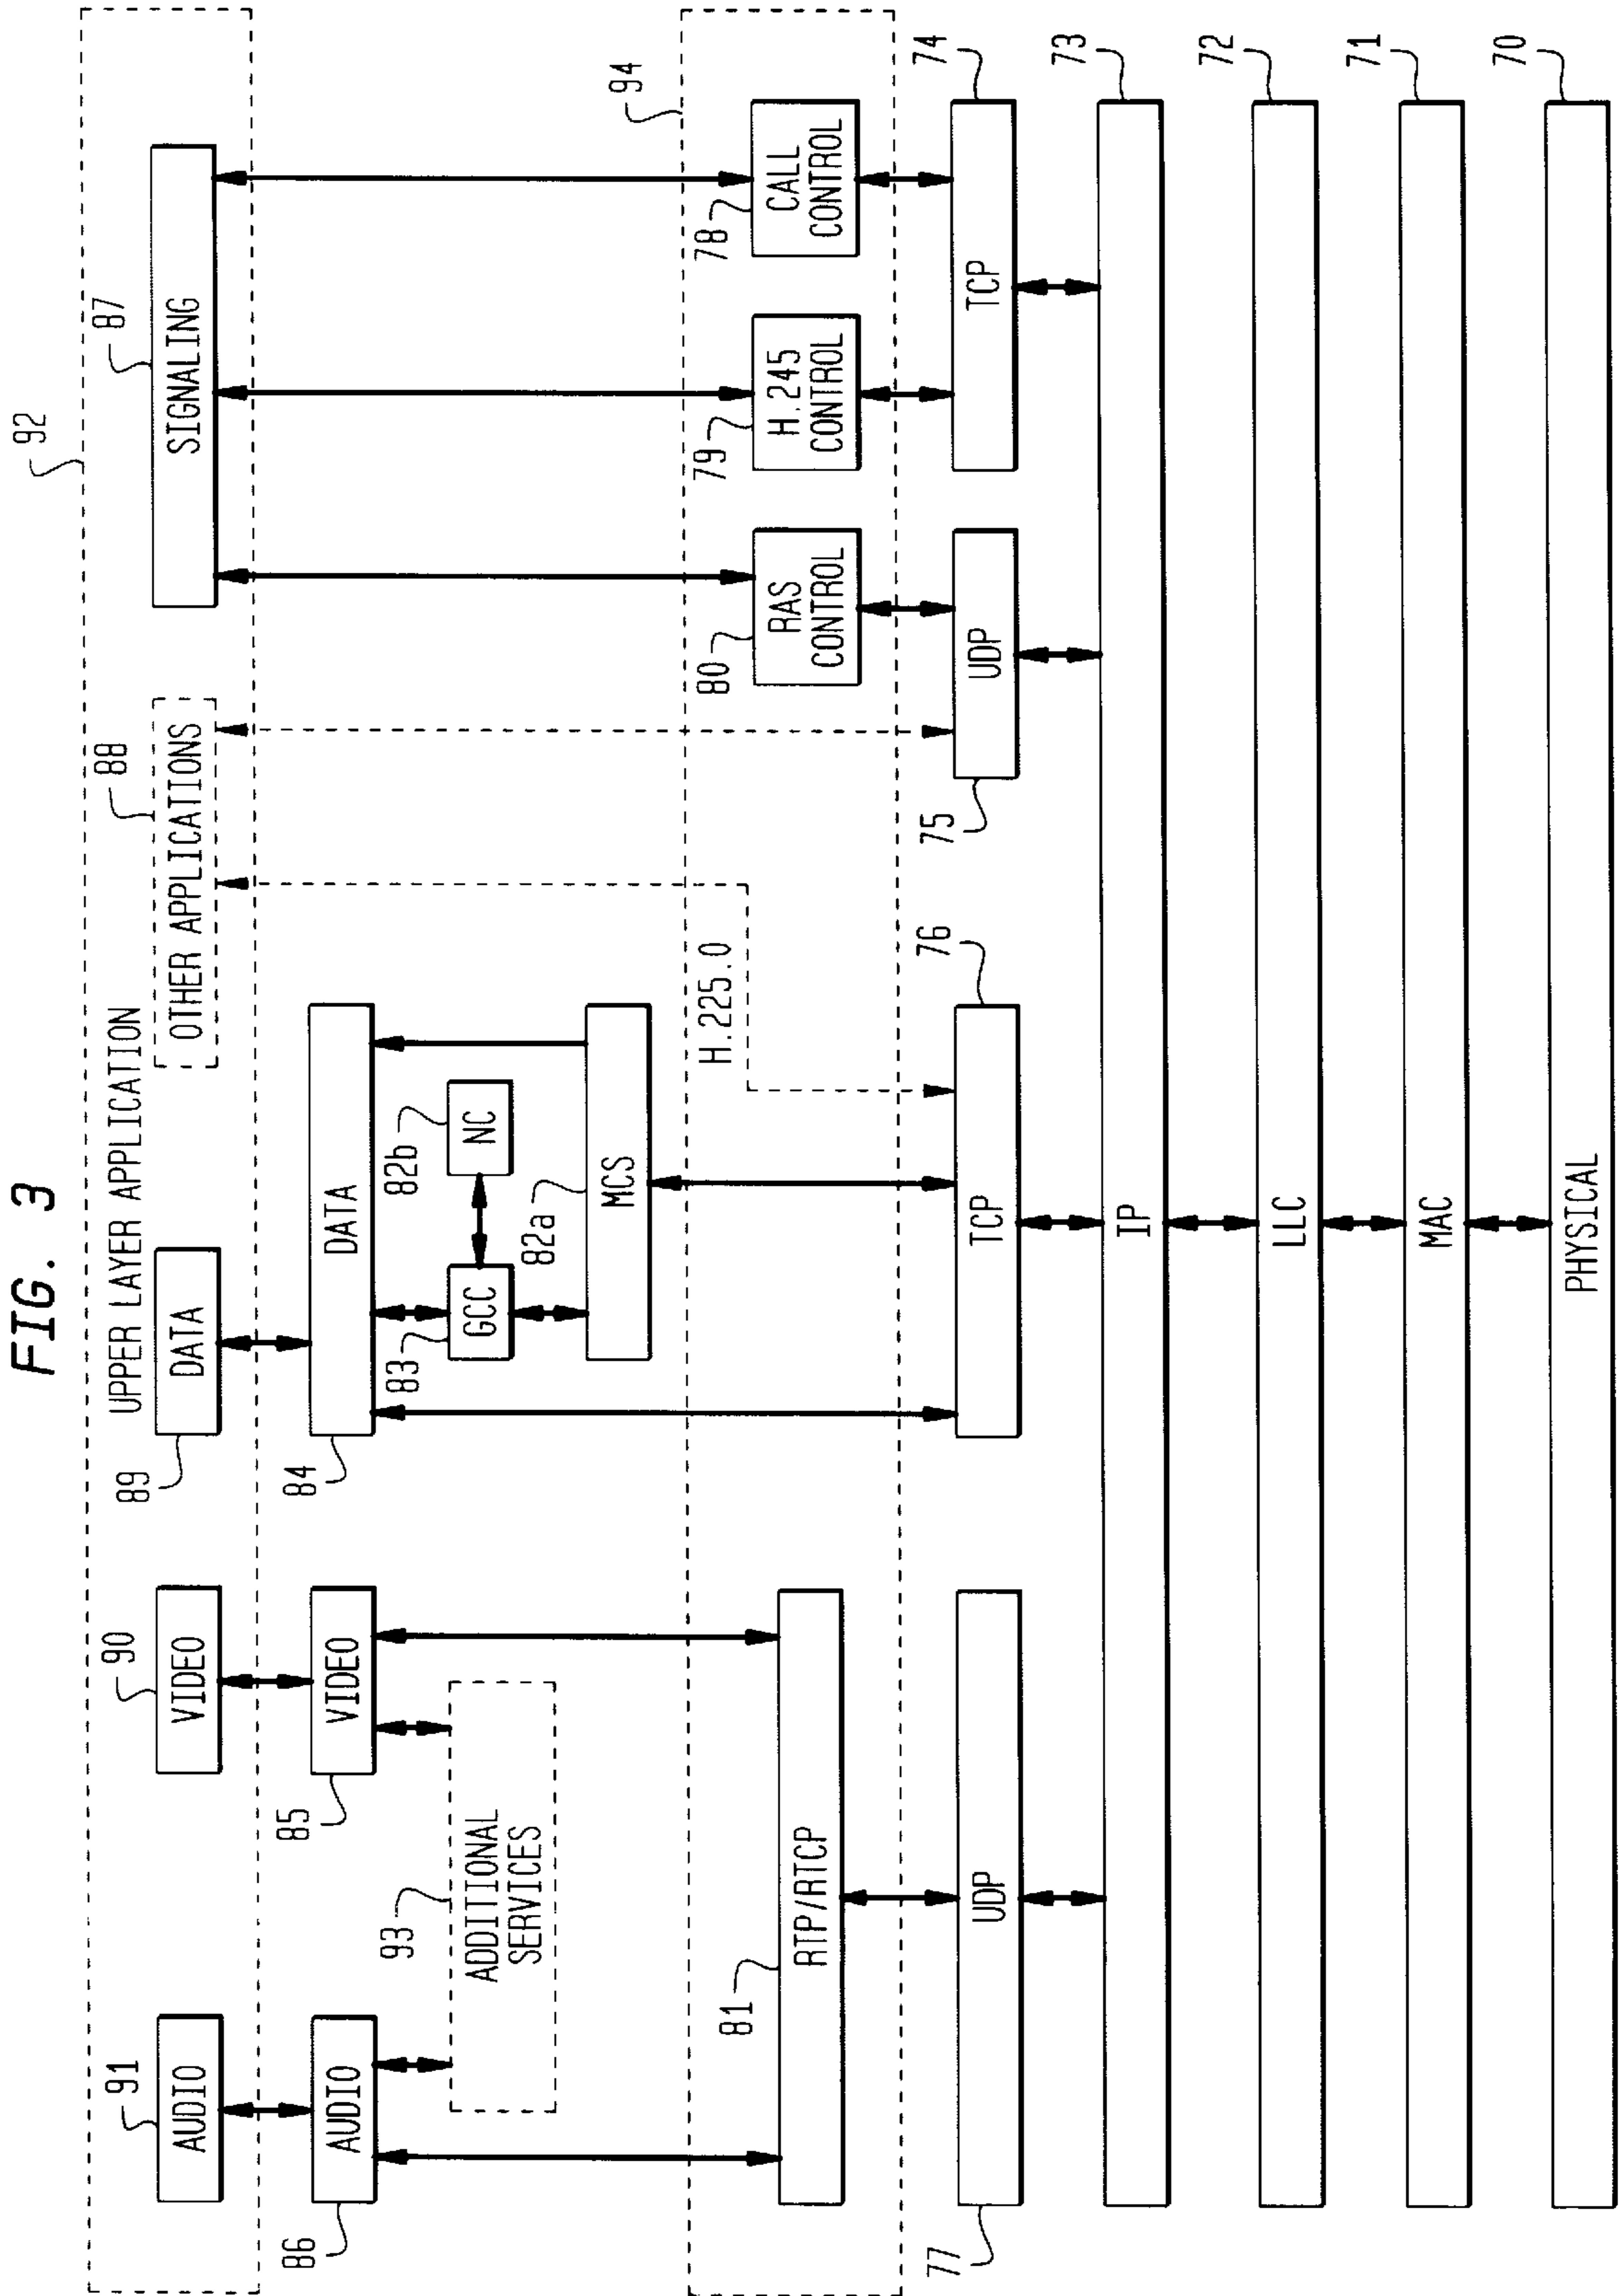 FIG. 3
92
UPPER LAYER APPLICATION
91
AUDIO
90
VIDEO
89
DATA
88
OTHER APPLICATIONS
87
SIGNALING
86
AUDIO
85
VIDEO
84
DATA
93
ADDITIONAL
SERVICES
83
GCC
82b
NC
82a
MCS
94
H.225.0
81
RTP/RTCP
80
RAS
CONTROL
79
H.245
CONTROL
78
CALL
CONTROL
77
UDP
TCP
76
75
UDP
TCP
74
IP
73
LLC
72
MAC
71
PHYSICAL
70